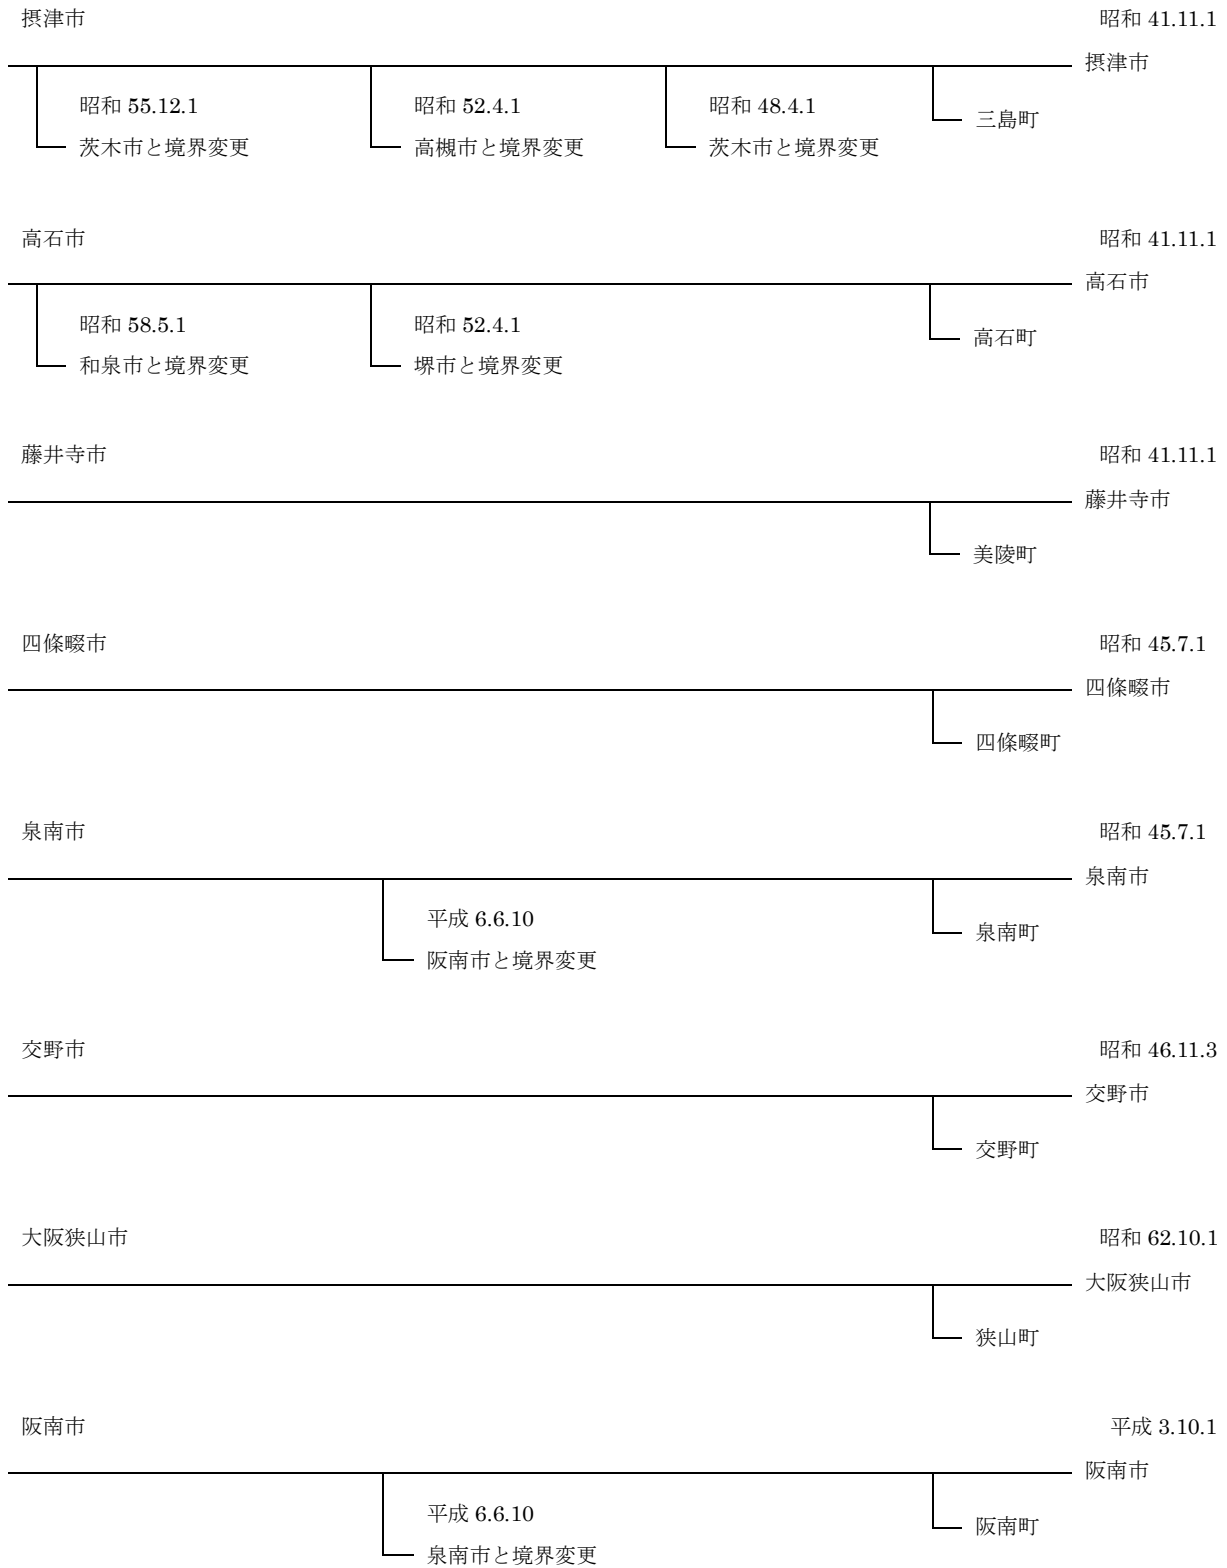 摂津市
昭和 41.11.1
摂津市
昭和 55.12.1
昭和 52.4.1
昭和 48.4.1
三島町
茨木市と境界変更
高槻市と境界変更
茨木市と境界変更
高石市
昭和 41.11.1
高石市
昭和 58.5.1
昭和 52.4.1
高石町
和泉市と境界変更
堺市と境界変更
藤井寺市
昭和 41.11.1
藤井寺市
美陵町
四條畷市
昭和 45.7.1
四條畷市
四條畷町
泉南市
昭和 45.7.1
泉南市
平成 6.6.10
泉南町
阪南市と境界変更
交野市
昭和 46.11.3
交野市
交野町
大阪狭山市
昭和 62.10.1
大阪狭山市
狭山町
阪南市
平成 3.10.1
阪南市
平成 6.6.10
阪南町
泉南市と境界変更